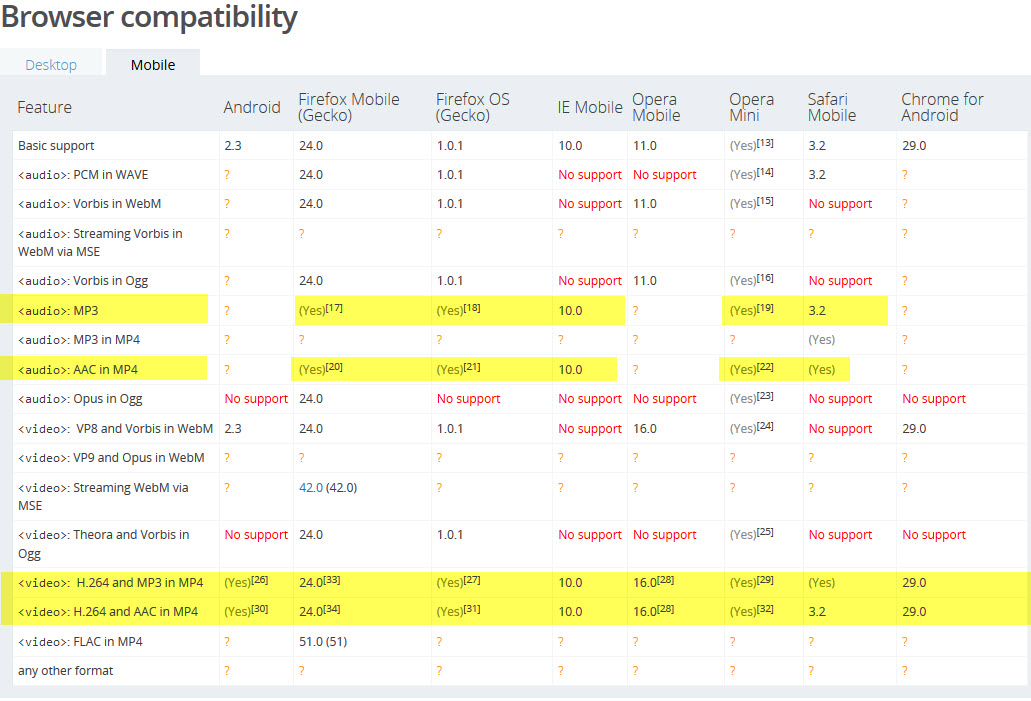 Browser compatibility
Desktop Mobile
Feature Android Firefox Mobile (Gecko) Firefox OS (Gecko) IE Mobile Opera Mobile Opera Mini Safari Mobile Chrome for Android
Basic support 2.3 24.0 1.0.1 10.0 11.0 (Yes)[13] 3.2 29.0
<audio>: PCM in WAVE ? 24.0 1.0.1 No support No support (Yes)[14] 3.2 ?
<audio>: Vorbis in WebM ? 24.0 1.0.1 No support 11.0 (Yes)[15] No support ?
<audio>: Streaming Vorbis in WebM via MSE ? ? ? ? ? ? ? ?
<audio>: Vorbis in Ogg ? 24.0 1.0.1 No support 11.0 (Yes)[16] No support ?
<audio>: MP3 ? (Yes)[17] (Yes)[18] 10.0 ? (Yes)[19] 3.2 ?
<audio>: MP3 in MP4 ? ? ? ? ? ? (Yes) ?
<audio>: AAC in MP4 ? (Yes)[20] (Yes)[21] 10.0 ? (Yes)[22] (Yes) ?
<audio>: Opus in Ogg No support 24.0 No support No support No support (Yes)[23] No support No support
<video>: VP8 and Vorbis in WebM 2.3 24.0 1.0.1 No support 16.0 (Yes)[24] No support 29.0
<video>: VP9 and Opus in WebM ? ? ? ? ? ? ? ?
<video>: Streaming WebM via MSE ? 42.0 (42.0) ? ? ? ? ? ?
<video>: Theora and Vorbis in Ogg No support 24.0 1.0.1 No support No support (Yes)[25] No support No support
<video>: H.264 and MP3 in MP4 (Yes)[26] 24.0[33] (Yes)[27] 10.0 16.0[28] (Yes)[29] (Yes) 29.0
<video>: H.264 and AAC in MP4 (Yes)[30] 24.0[34] (Yes)[31] 10.0 16.0[28] (Yes)[32] 3.2 29.0
<video>: FLAC in MP4 ? 51.0 (51) ? ? ? ? ? ?
any other format ? ? ? ? ? ? ? ?